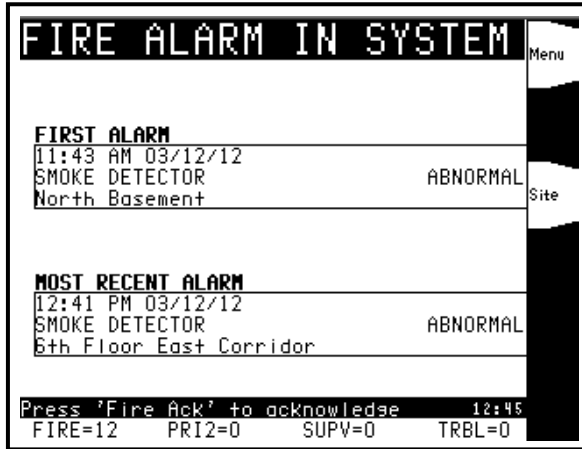 FIRE ALARM IN SYSTEM
Menu
FIRST ALARM
11:43 AM 03/12/12
SMOKE DETECTOR ABNORMAL
North Basement
Site
MOST RECENT ALARM
12:41 PM 03/12/12
SMOKE DETECTOR ABNORMAL
6th Floor East Corridor
Press 'Fire Ack' to acknowledge 12:45
FIRE=12 PRI2=0 SUPV=0 TRBL=0